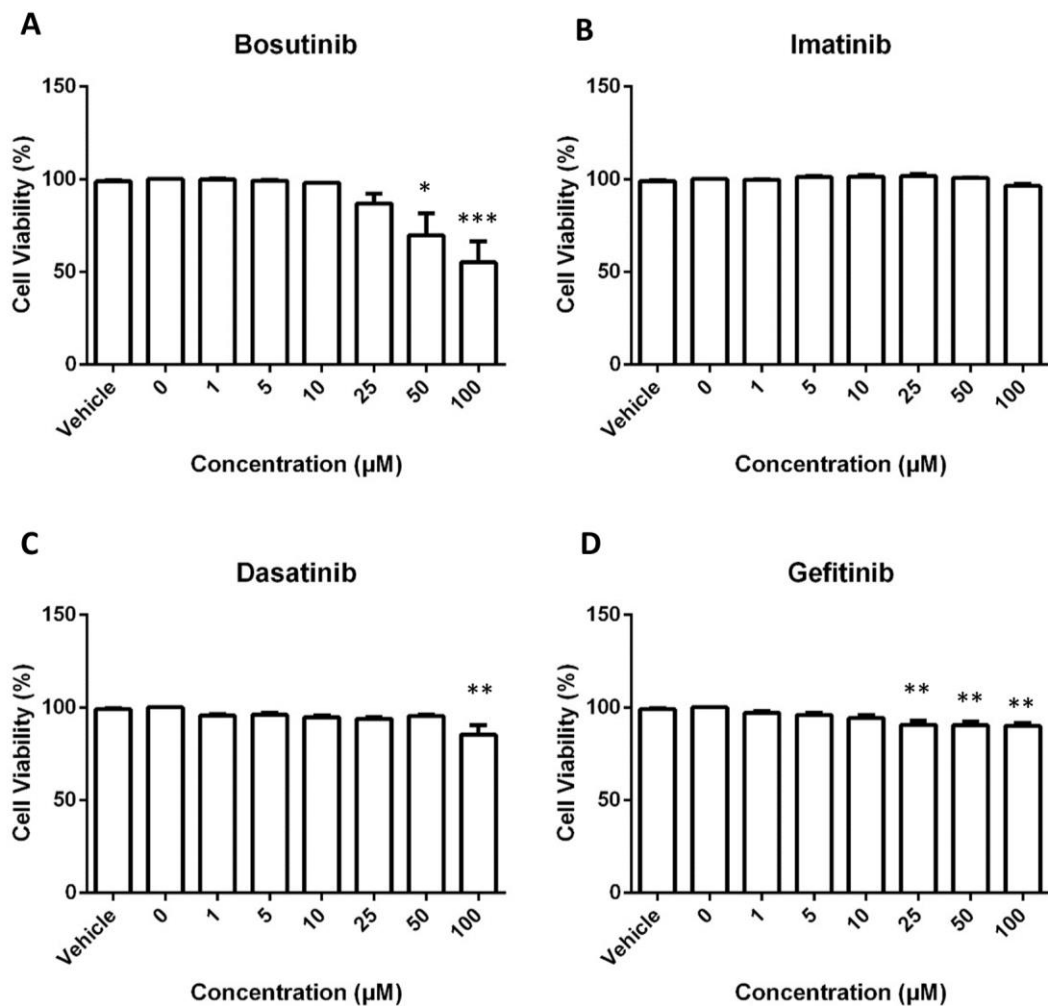 A
Bosutinib
Cell Viability (%)
150
100
50
0
*
***
Vehicle
0
1
5
10
25
50
100
Concentration (µM)
B
Imatinib
Cell Viability (%)
150
100
50
0
Vehicle
0
1
5
10
25
50
100
Concentration (µM)
C
Dasatinib
Cell Viability (%)
150
100
50
0
**
Vehicle
0
1
5
10
25
50
100
Concentration (µM)
D
Gefitinib
Cell Viability (%)
150
100
50
0
**
**
**
Vehicle
0
1
5
10
25
50
100
Concentration (µM)